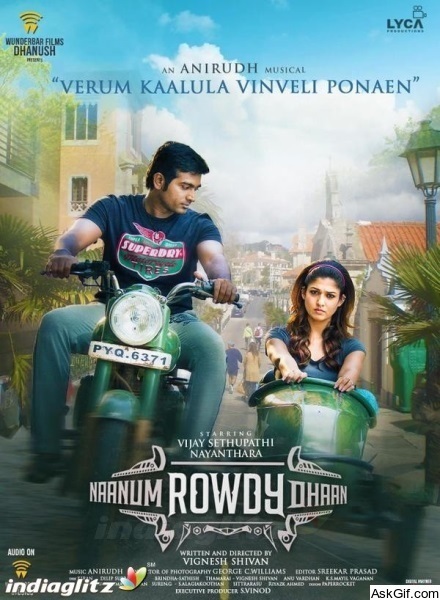 WUNDERBAR FILMS
DHANUSH
PRESENTS
LYCA
PRODUCTIONS
AN ANIRUDH MUSICAL
"VERUM KAALULA VINVELI PONAEN"
SUPERDRY
PYQ.6371
STARRING
VIJAY SETHUPATHI
NAYANTHARA
NAANUM ROWDY DHAAN
WRITTEN AND DIRECTED BY
VIGNESH SHIVAN
AUDIO ON
MUSIC ANIRUDH
OF PHOTOGRAPHY GEORGE C.WILLIAMS
EDITOR SREEKAR PRASAD
EXECUTIVE PRODUCER S.VINOD
indiaglitz
AskGif.com